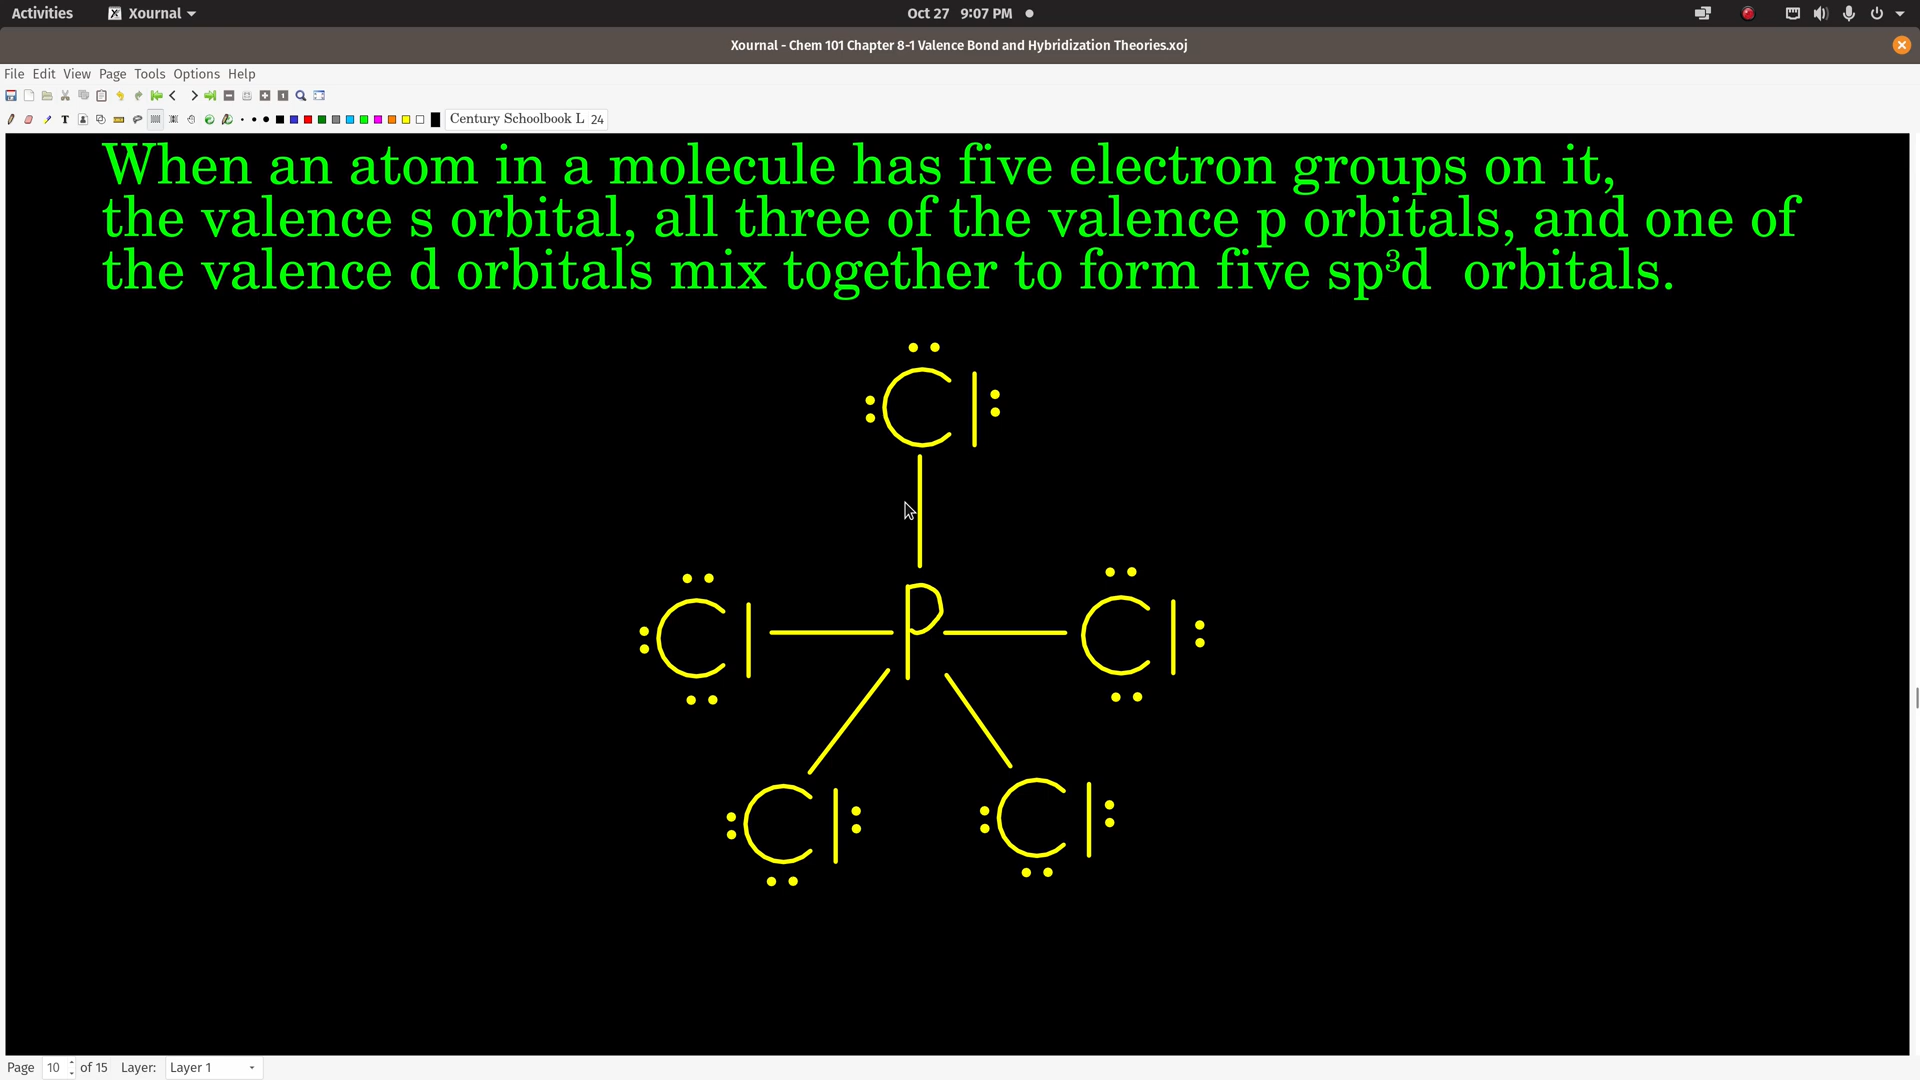 Activities Xournal Oct 27 9:07 PM
Xournal - Chem 101 Chapter 8-1 Valence Bond and Hybridization Theories.xoj
File Edit View Page Tools Options Help
T Century Schoolbook L 24
When an atom in a molecule has five electron groups on it,
the valence s orbital, all three of the valence p orbitals, and one of
the valence d orbitals mix together to form five sp³d orbitals.
Cl
Cl P Cl
Cl Cl
Page 10 of 15 Layer: Layer 1